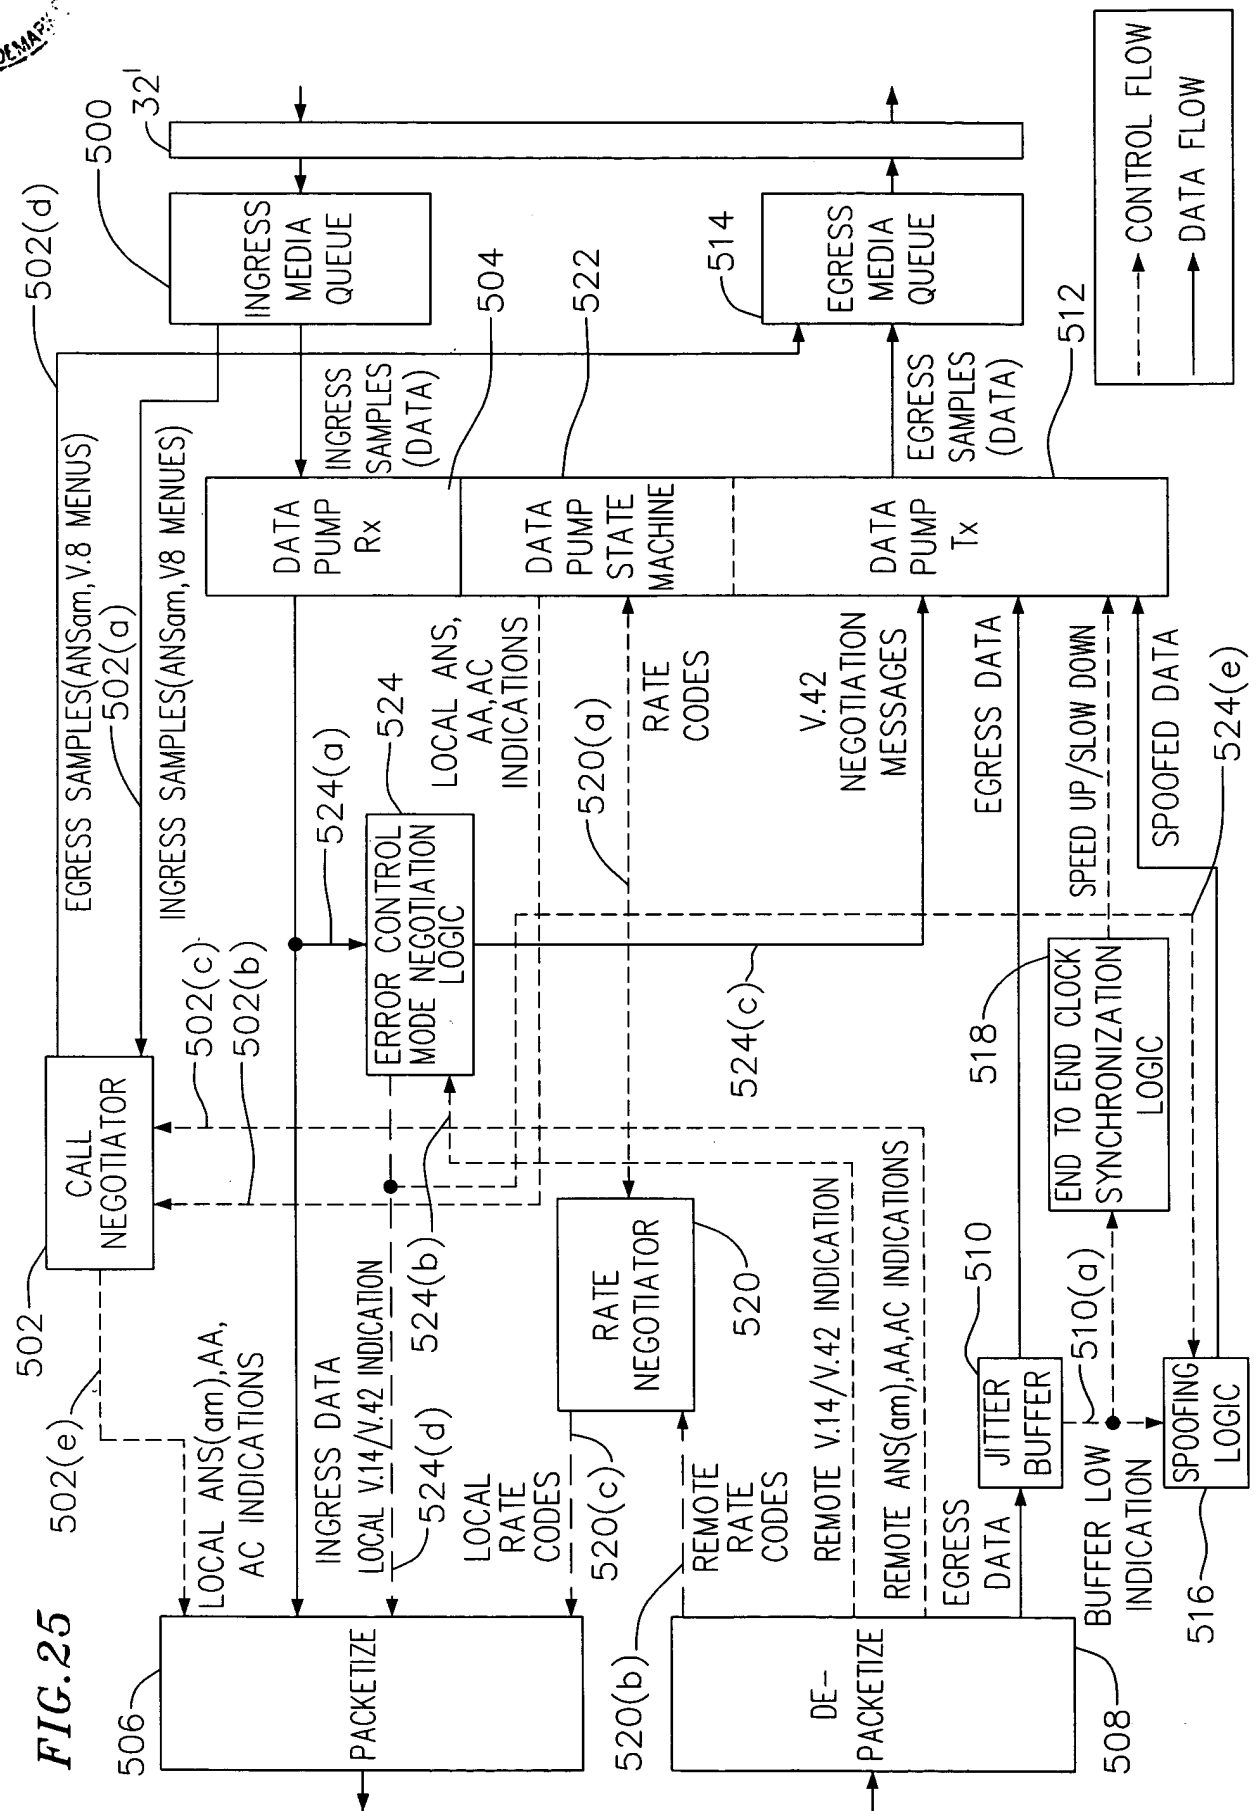 FIG.25
506
PACKETIZE
DE-
PACKETIZE
508
502(e)
LOCAL ANS(am),AA,
AC INDICATIONS
INGRESS DATA
LOCAL V.14/V.42 INDICATION
524(d)
LOCAL
RATE
CODES
520(c)
520(b)
REMOTE
RATE
CODES
REMOTE V.14/V.42 INDICATION
REMOTE ANS(am),AA,AC INDICATIONS
EGRESS
DATA
BUFFER LOW
INDICATION
516
502
CALL
NEGOTIATOR
502(c)
502(b)
524(b)
RATE
NEGOTIATOR
520
510
JITTER
BUFFER
510(a)
SPOOFING
LOGIC
EGRESS SAMPLES(ANSam,V.8 MENUS)
502(a)
INGRESS SAMPLES(ANSam,V8 MENUES)
524(a)
524
ERROR CONTROL
MODE NEGOTIATION
LOGIC
LOCAL ANS,
AA,AC
INDICATIONS
520(a)
RATE
CODES
524(c)
V.42
NEGOTIATION
MESSAGES
EGRESS DATA
518
END TO END CLOCK
SYNCHRONIZATION
LOGIC
SPEED UP/SLOW DOWN
SPOOFED DATA
524(e)
DATA
PUMP
Rx
DATA
PUMP
STATE
MACHINE
DATA
PUMP
Tx
INGRESS
SAMPLES
(DATA)
504
522
EGRESS
SAMPLES
(DATA)
512
502(d)
500
INGRESS
MEDIA
QUEUE
514
EGRESS
MEDIA
QUEUE
32'
CONTROL FLOW
DATA FLOW